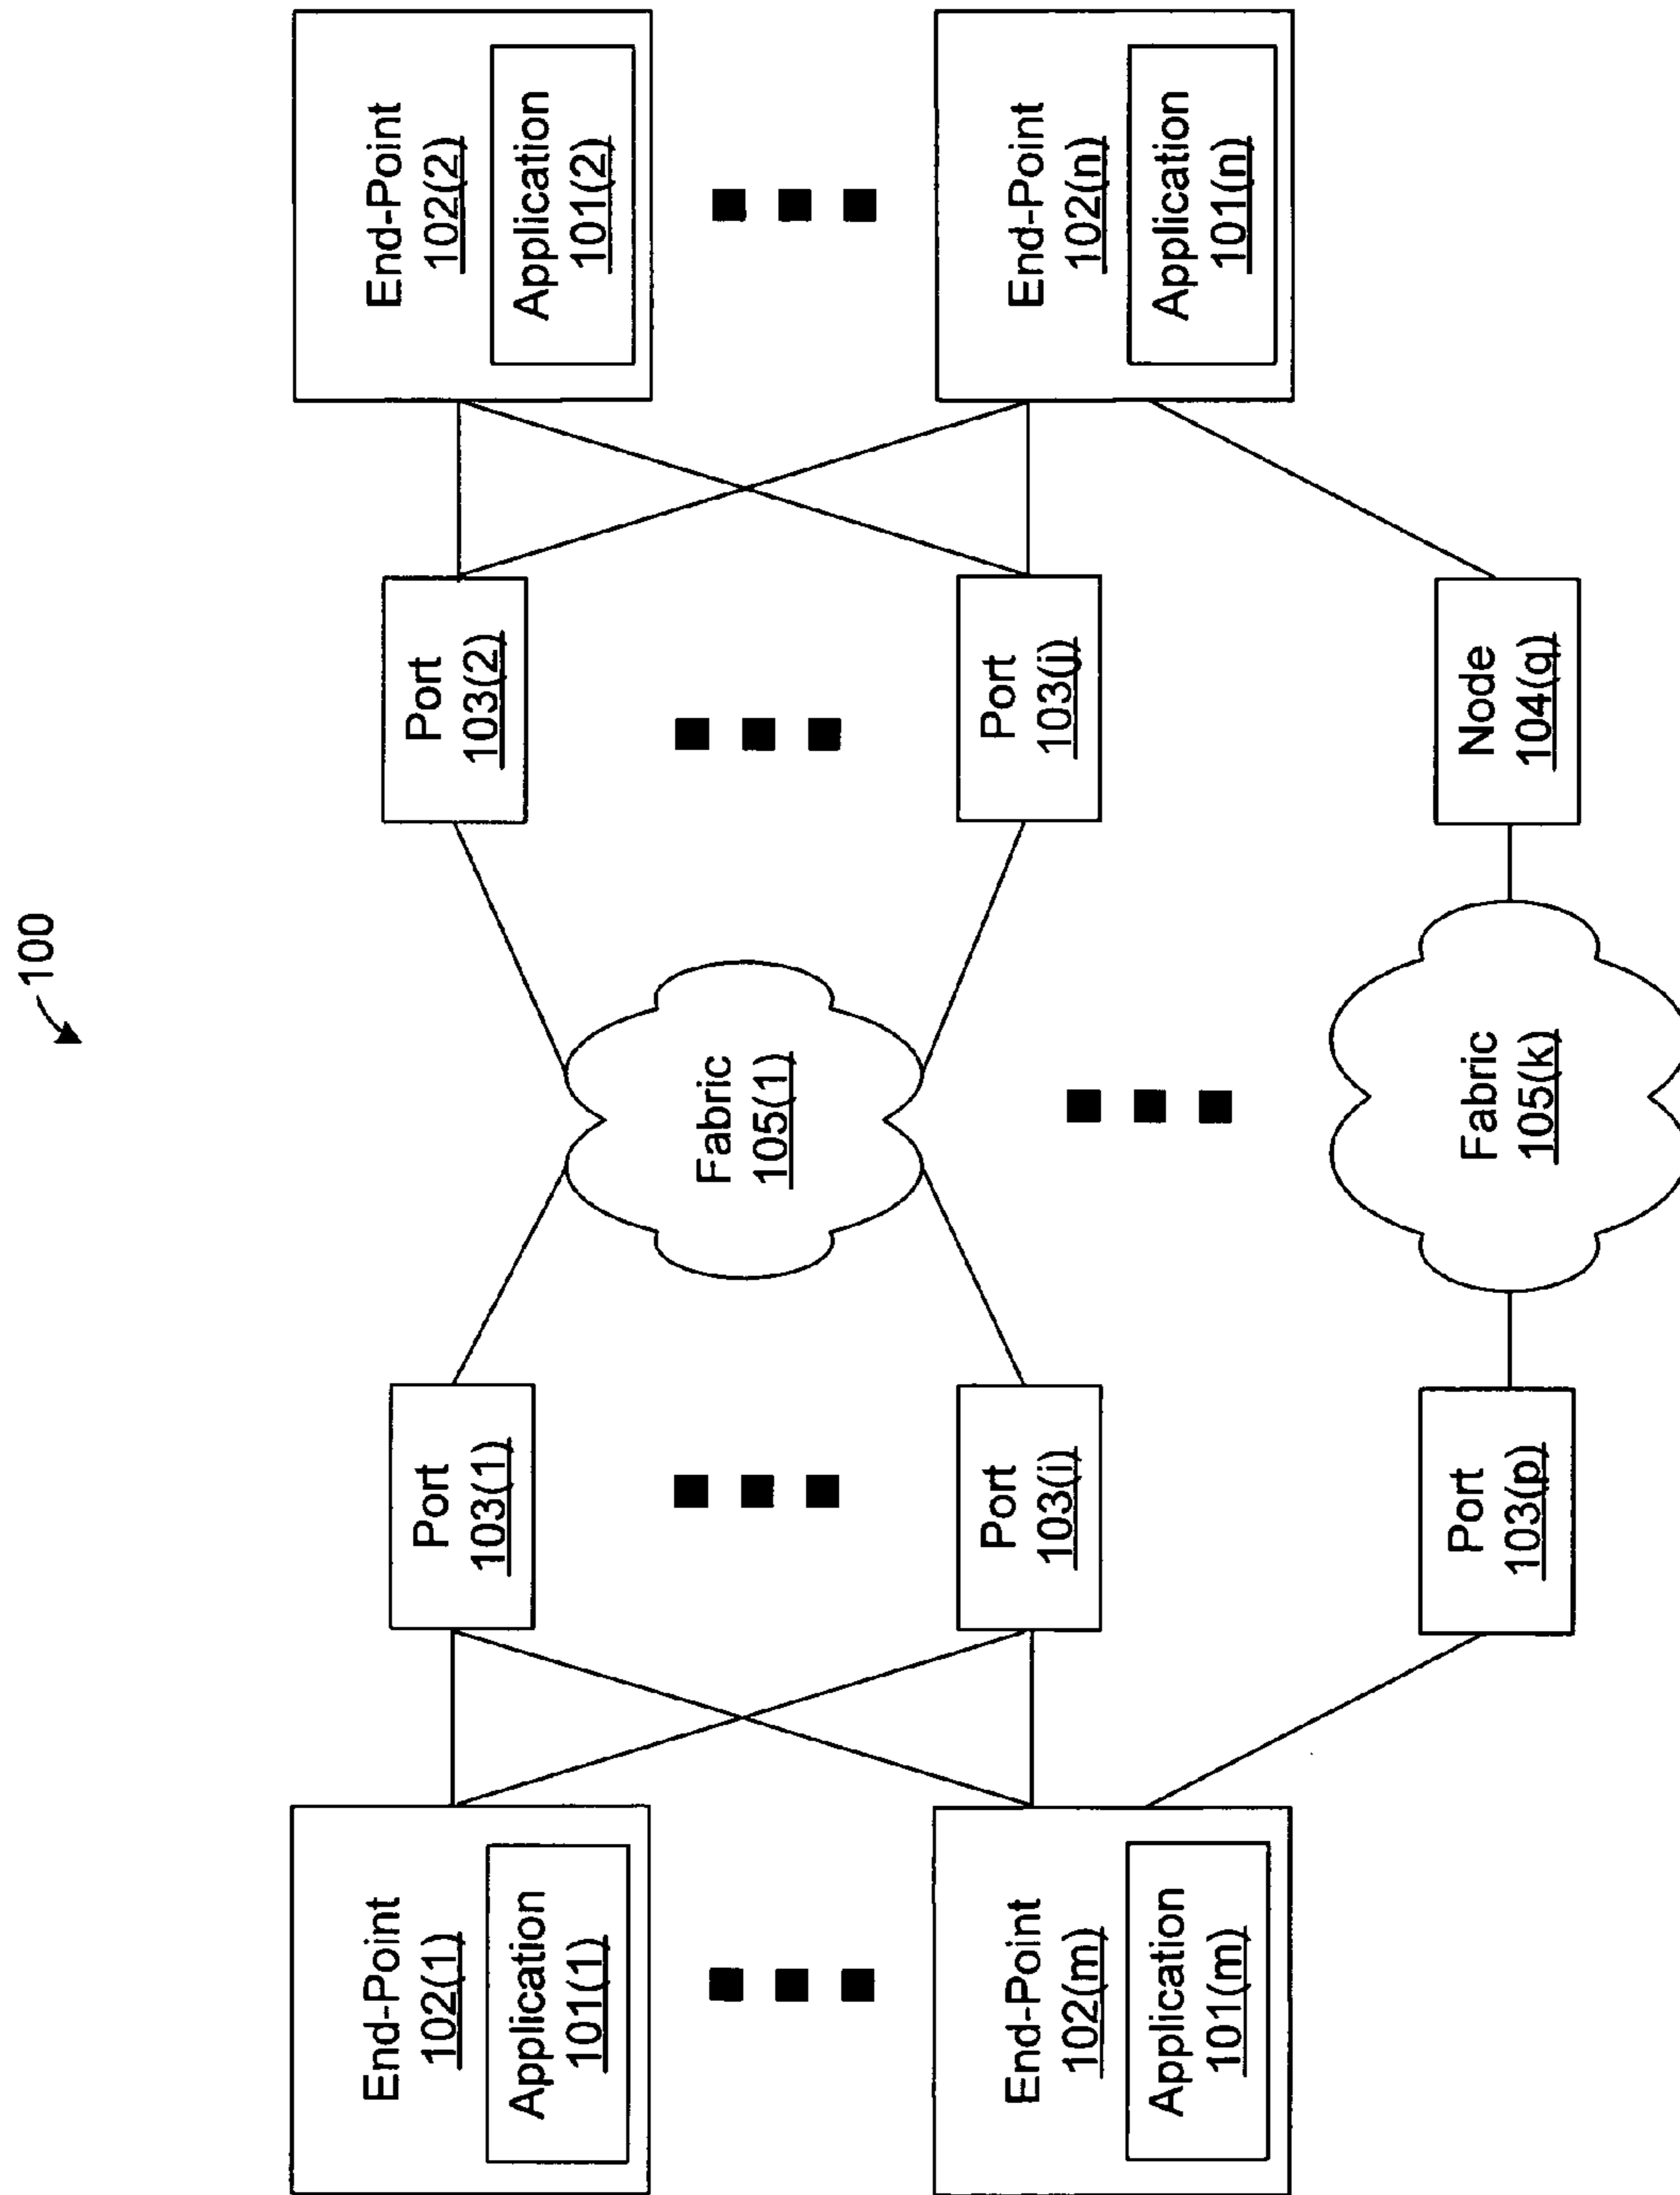 100
End-Point
102(1)
Application
101(1)
Port
103(1)
Fabric
105(1)
Port
103(2)
End-Point
102(2)
Application
101(2)
End-Point
102(m)
Application
101(m)
Port
103(i)
Port
103(j)
End-Point
102(n)
Application
101(n)
Port
103(p)
Fabric
105(k)
Node
104(q)